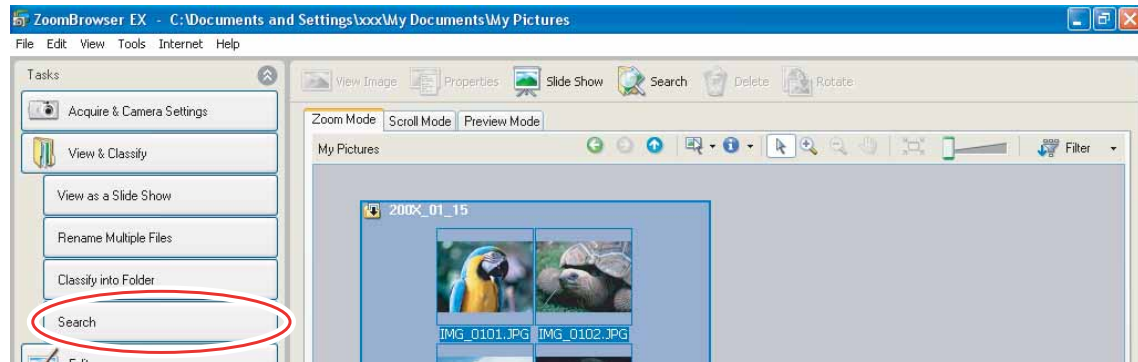 ZoomBrowser EX - C:\Documents and Settings\xxx\My Documents\My Pictures
File Edit View Tools Internet Help
Tasks
View Image Properties Slide Show Search Delete Rotate
Acquire & Camera Settings
Zoom Mode Scroll Mode Preview Mode
View & Classify
My Pictures
Filter
View as a Slide Show
200X_01_15
Rename Multiple Files
Classify into Folder
Search
IMG_0101.JPG IMG_0102.JPG